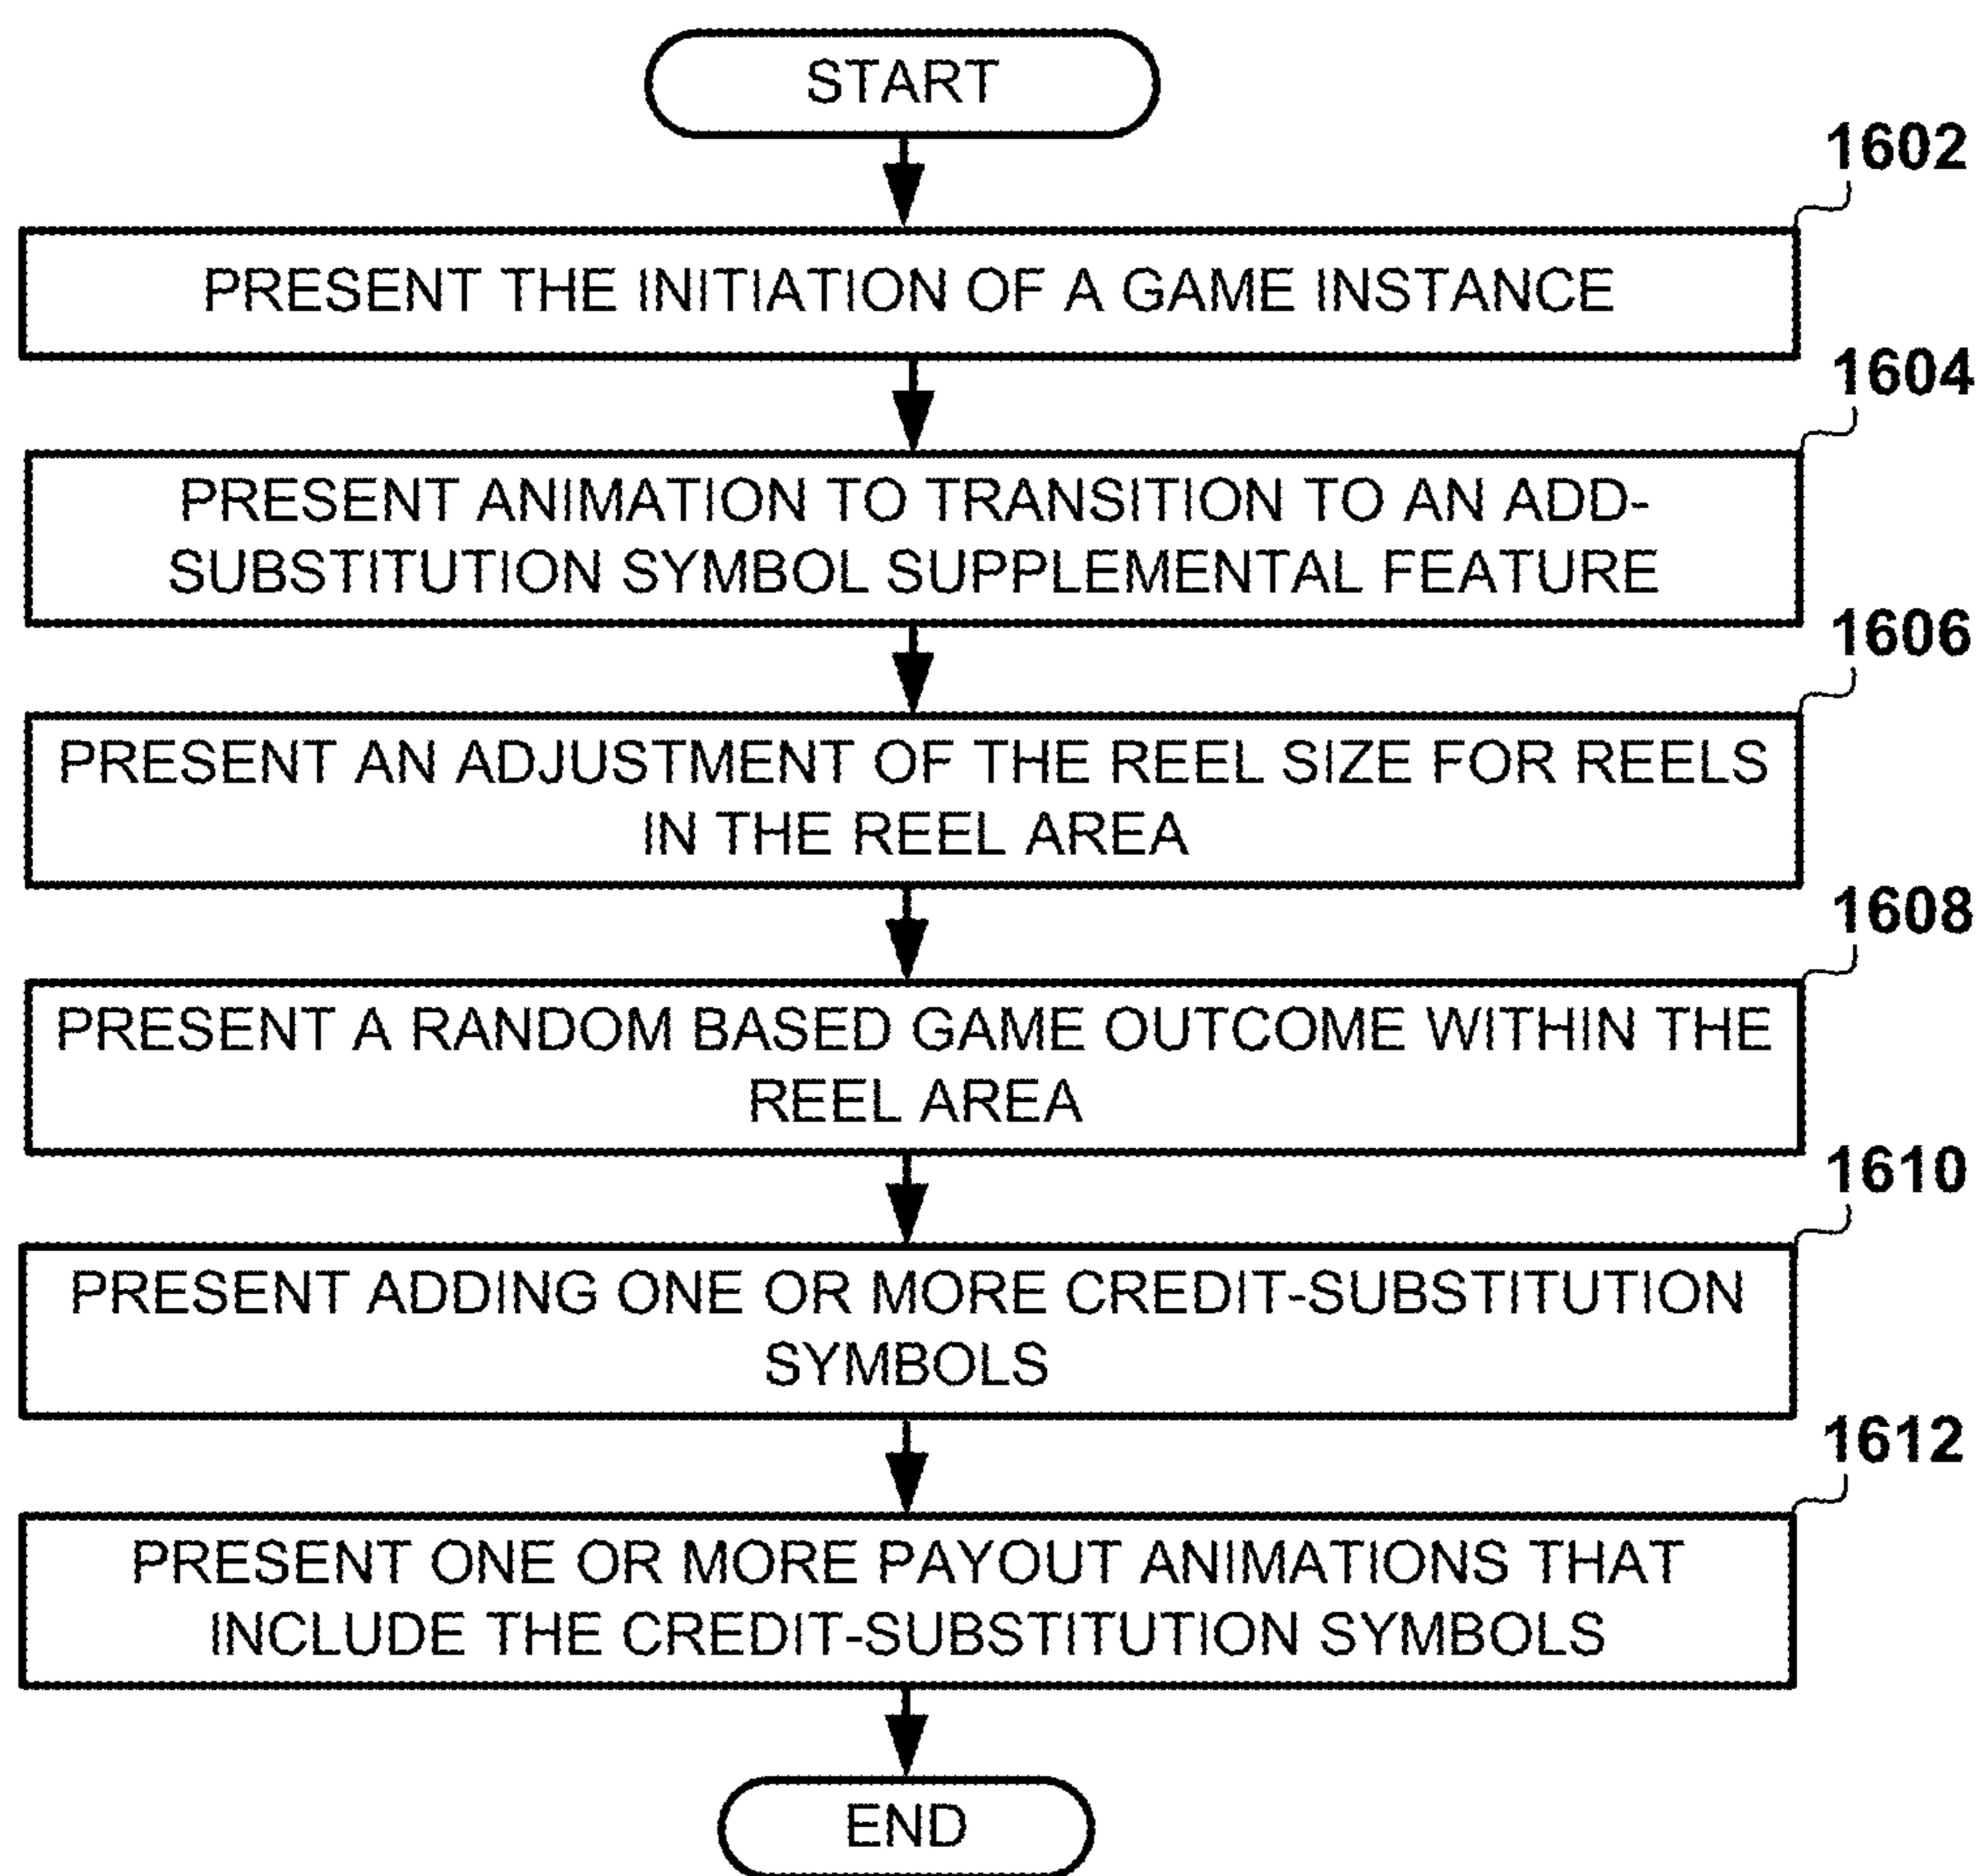 START
1602
PRESENT THE INITIATION OF A GAME INSTANCE
1604
PRESENT ANIMATION TO TRANSITION TO AN ADD-
SUBSTITUTION SYMBOL SUPPLEMENTAL FEATURE
1606
PRESENT AN ADJUSTMENT OF THE REEL SIZE FOR REELS
IN THE REEL AREA
1608
PRESENT A RANDOM BASED GAME OUTCOME WITHIN THE
REEL AREA
1610
PRESENT ADDING ONE OR MORE CREDIT-SUBSTITUTION
SYMBOLS
1612
PRESENT ONE OR MORE PAYOUT ANIMATIONS THAT
INCLUDE THE CREDIT-SUBSTITUTION SYMBOLS
END